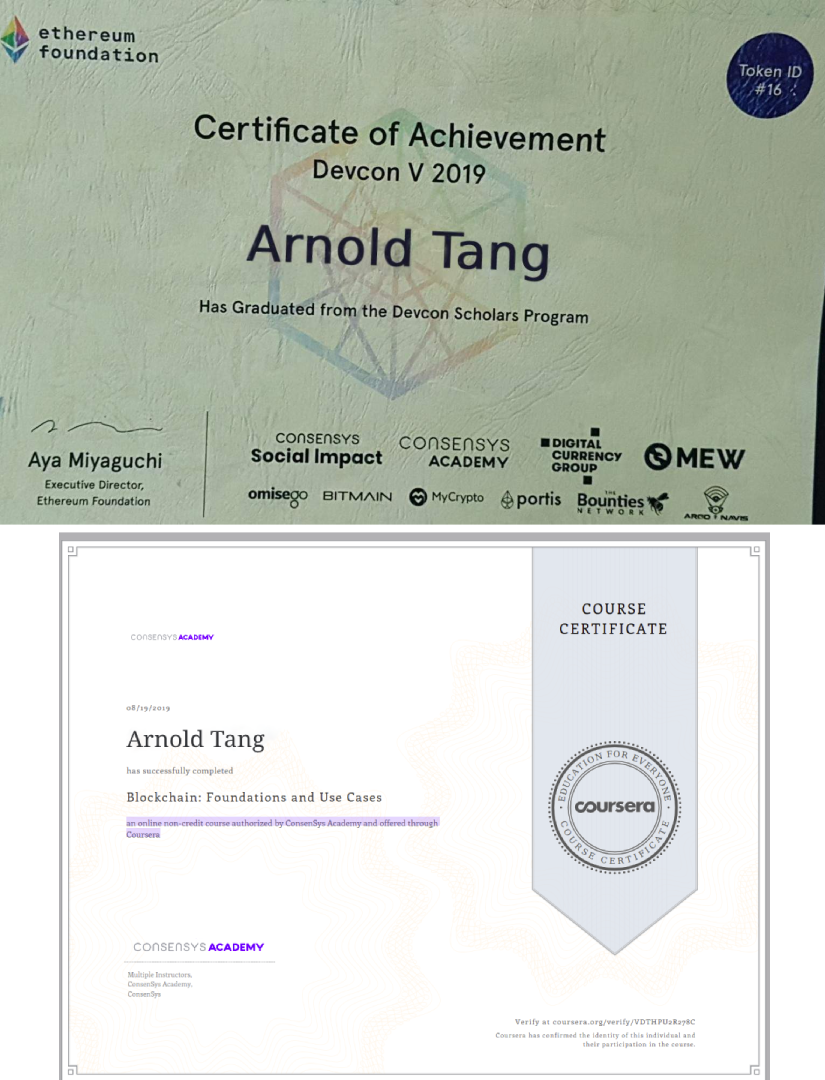 ethereum
foundation
Token ID
#16
Certificate of Achievement
Devcon V 2019
Arnold Tang
Has Graduated from the Devcon Scholars Program
Aya Miyaguchi
Executive Director,
Ethereum Foundation
CONSENSYS
Social Impact
CONSENSYS
ACADEMY
DIGITAL
CURRENCY
GROUP
MEW
omisego
BITMAIN
MyCrypto
portis
THE
Bounties
NETWORK
ARGO NAVIS
COURSE
CERTIFICATE
CONSENSYS ACADEMY
08/19/2019
Arnold Tang
has successfully completed
Blockchain: Foundations and Use Cases
an online non-credit course authorized by ConsenSys Academy and offered through
Coursera
EDUCATION FOR EVERYONE
coursera
COURSE CERTIFICATE
CONSENSYS ACADEMY
Multiple Instructors,
ConsenSys Academy,
ConsenSys
Verify at coursera.org/verify/VDTHPU2R278C
Coursera has confirmed the identity of this individual and
their participation in the course.